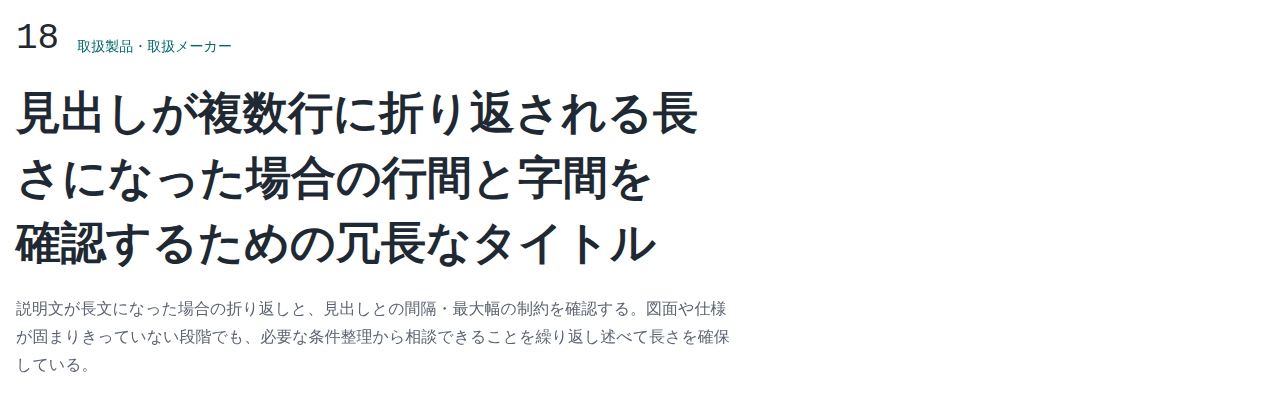 18 取扱製品・取扱メーカー
見出しが複数行に折り返される長
さになった場合の行間と字間を
確認するための冗長なタイトル
説明文が長文になった場合の折り返しと、見出しとの間隔・最大幅の制約を確認する。図面や仕様
が固まりきっていない段階でも、必要な条件整理から相談できることを繰り返し述べて長さを確保
している。